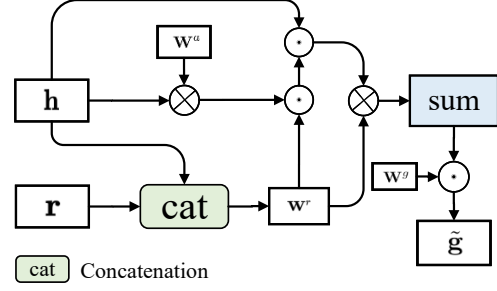 w^a
h
sum
w^g
r
cat
w^r
g̃
cat Concatenation